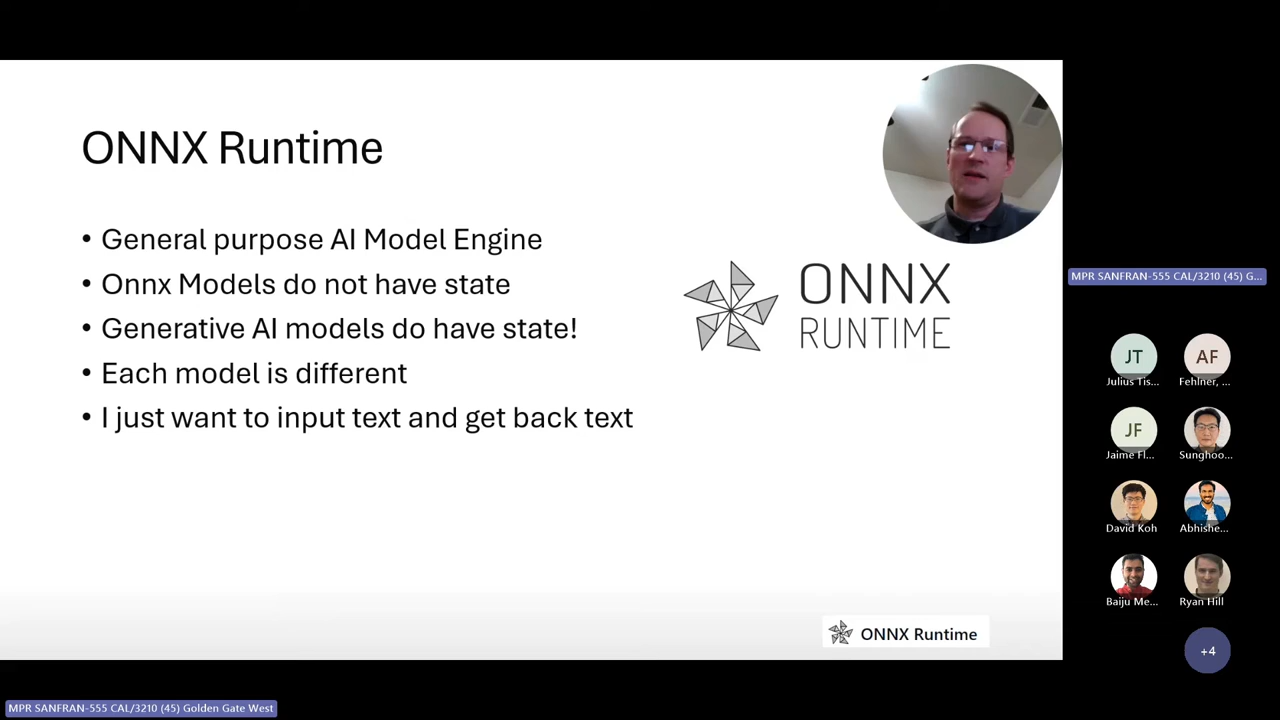 ONNX Runtime
• General purpose AI Model Engine
• Onnx Models do not have state
• Generative AI models do have state!
• Each model is different
• I just want to input text and get back text
ONNX
RUNTIME
ONNX Runtime
MPR SANFRAN-555 CAL/3210 (45) G...
JT
AF
Julius Tis...
Fehlner, ...
JF
Jaime Fl...
Sunghoo...
David Koh
Abhishe...
Baiju Me...
Ryan Hill
+4
MPR SANFRAN-555 CAL/3210 (45) Golden Gate West